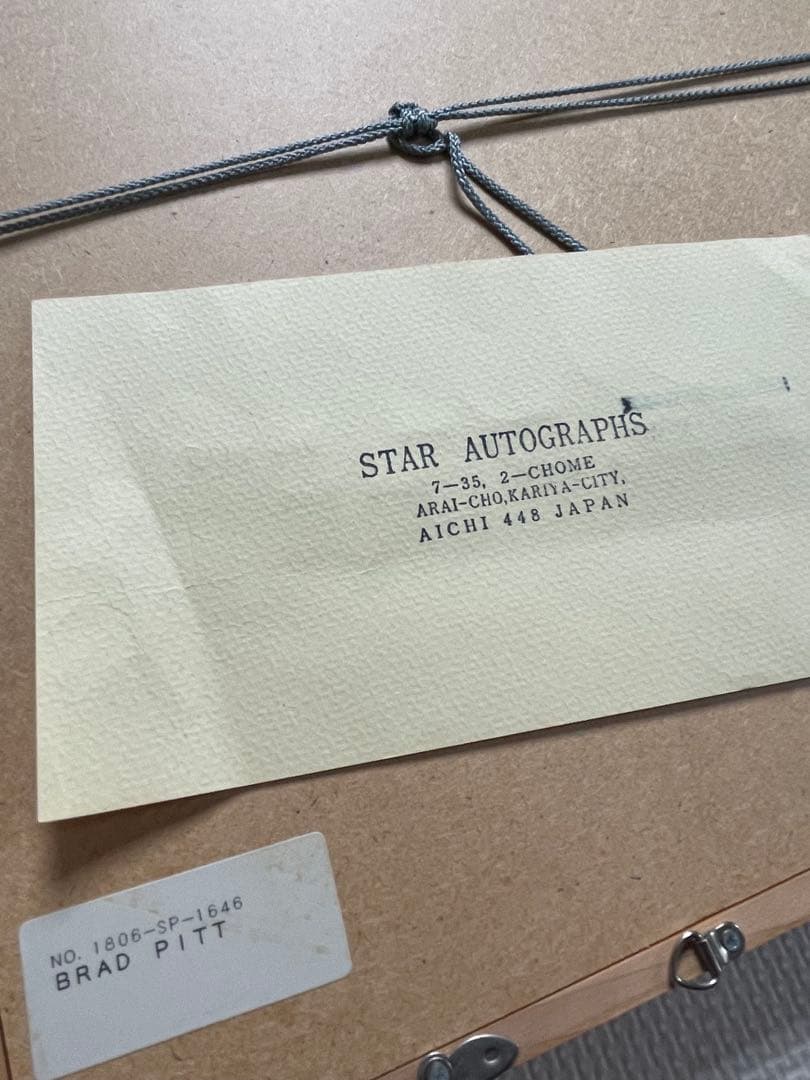 STAR AUTOGRAPHS
7-35, 2-CHOME
ARAI-CHO,KARIYA-CITY,
AICHI 448 JAPAN
NO. 1806-SP-1646
BRAD PITT